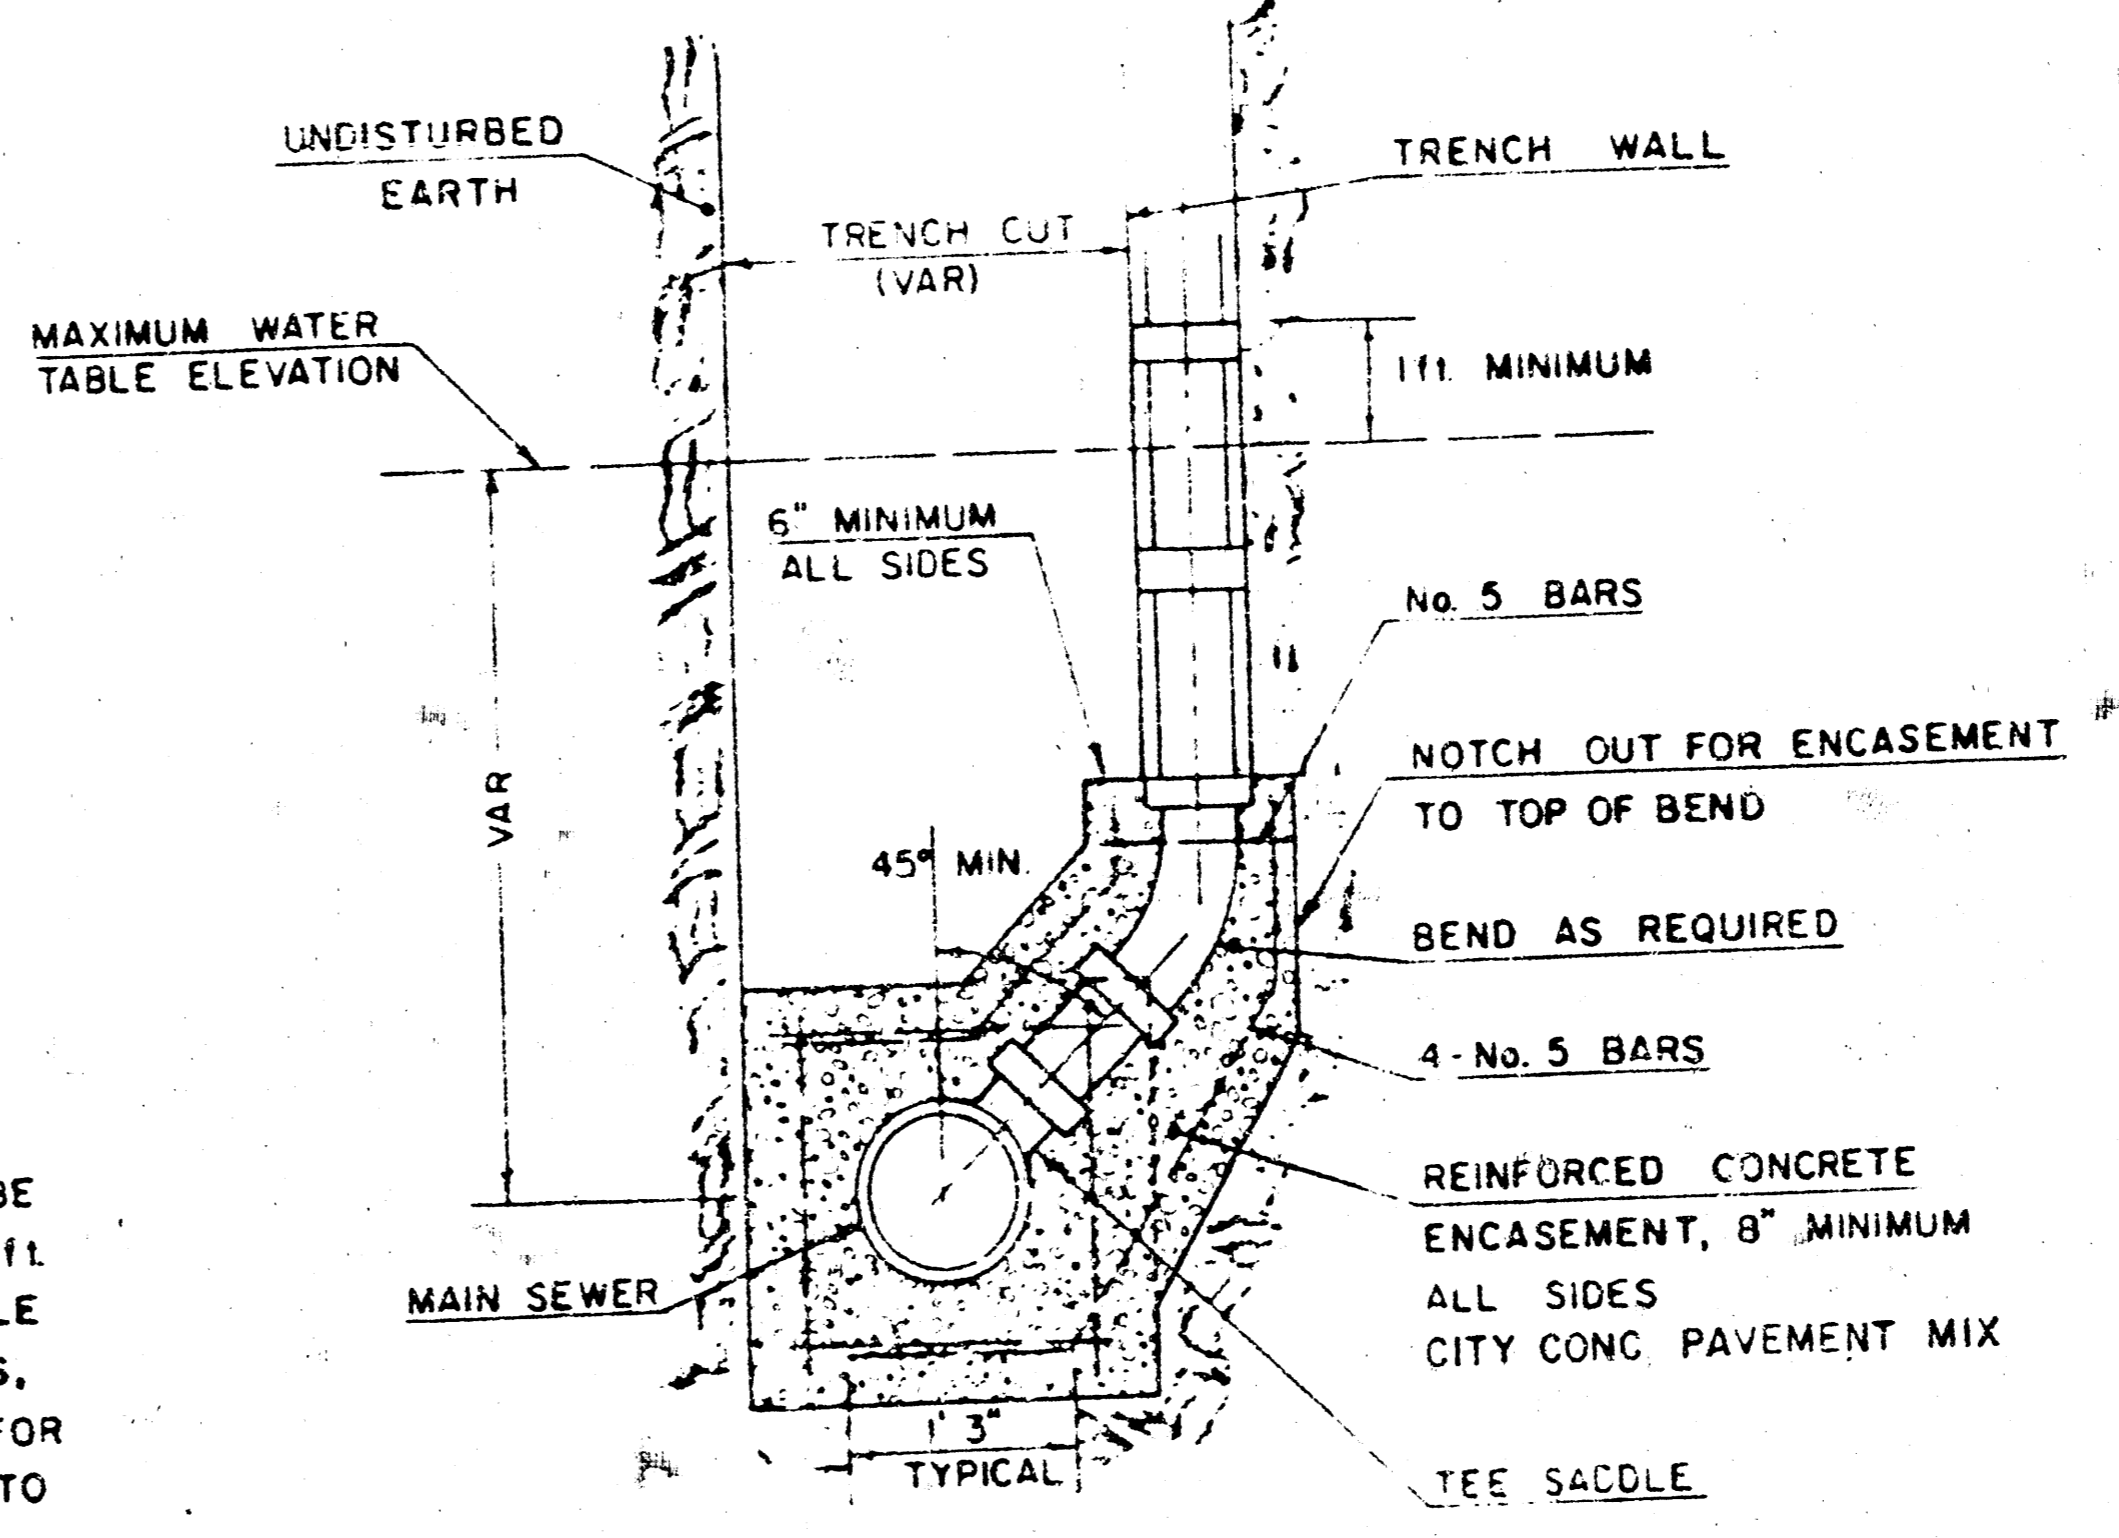 UNDISTURBED
EARTH
TRENCH WALL
TRENCH CUT
(VAR)
MAXIMUM WATER
TABLE ELEVATION
1 ft. MINIMUM
6" MINIMUM
ALL SIDES
No. 5 BARS
NOTCH OUT FOR ENCASEMENT
TO TOP OF BEND
VAR
45° MIN.
BEND AS REQUIRED
4-No. 5 BARS
REINFORCED CONCRETE
ENCASEMENT, 8" MINIMUM
ALL SIDES
CITY CONC. PAVEMENT MIX
MAIN SEWER
1' 3"
TYPICAL
TEE SADDLE
BE
ft.
LE
S,
FOR
TO